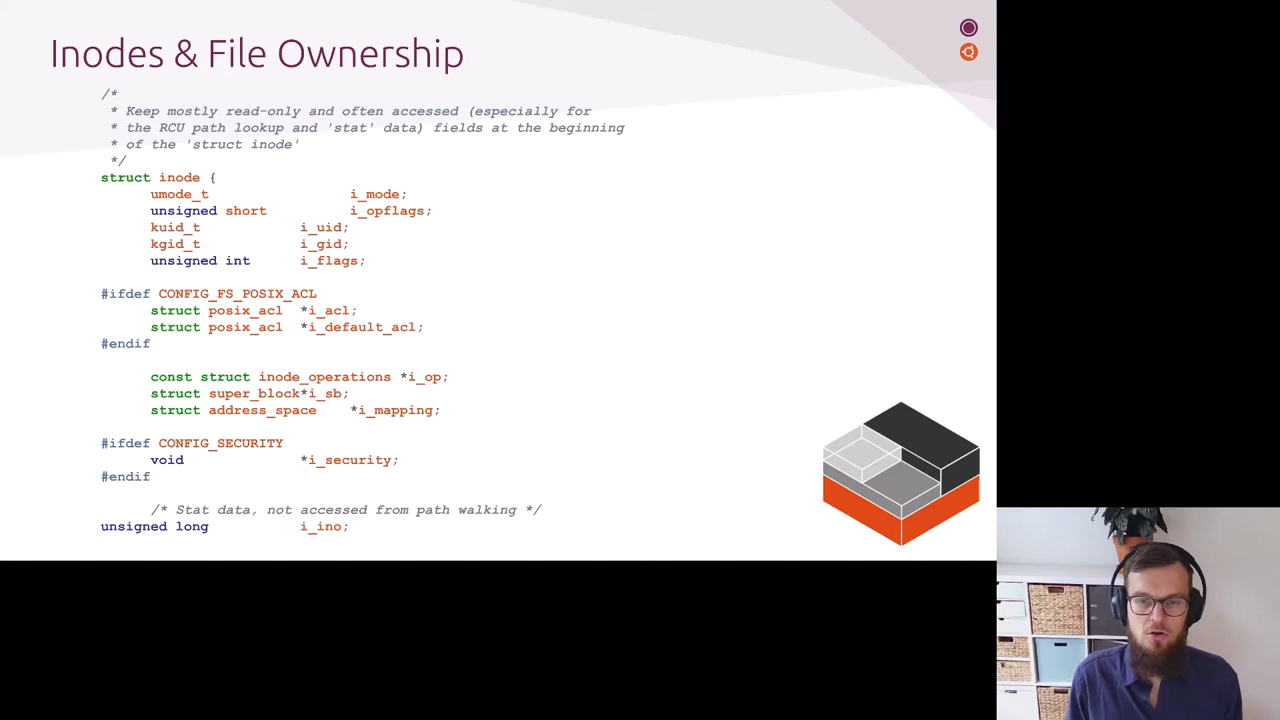 Inodes & File Ownership
/*
* Keep mostly read-only and often accessed (especially for
* the RCU path lookup and 'stat' data) fields at the beginning
* of the 'struct inode'
*/
struct inode {
umode_t i_mode;
unsigned short i_opflags;
kuid_t i_uid;
kgid_t i_gid;
unsigned int i_flags;
#ifdef CONFIG_FS_POSIX_ACL
struct posix_acl *i_acl;
struct posix_acl *i_default_acl;
#endif
const struct inode_operations *i_op;
struct super_block*i_sb;
struct address_space *i_mapping;
#ifdef CONFIG_SECURITY
void *i_security;
#endif
/* Stat data, not accessed from path walking */
unsigned long i_ino;